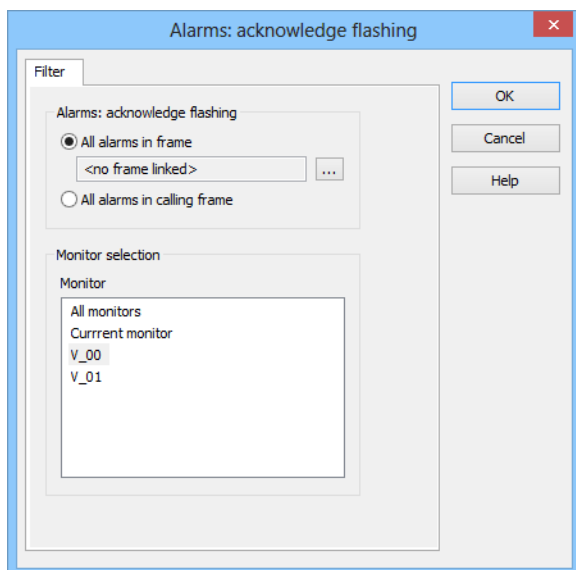 Alarms: acknowledge flashing
Filter
Alarms: acknowledge flashing
All alarms in frame
<no frame linked>
...
All alarms in calling frame
Monitor selection
Monitor
All monitors
Currrent monitor
V_00
V_01
OK
Cancel
Help